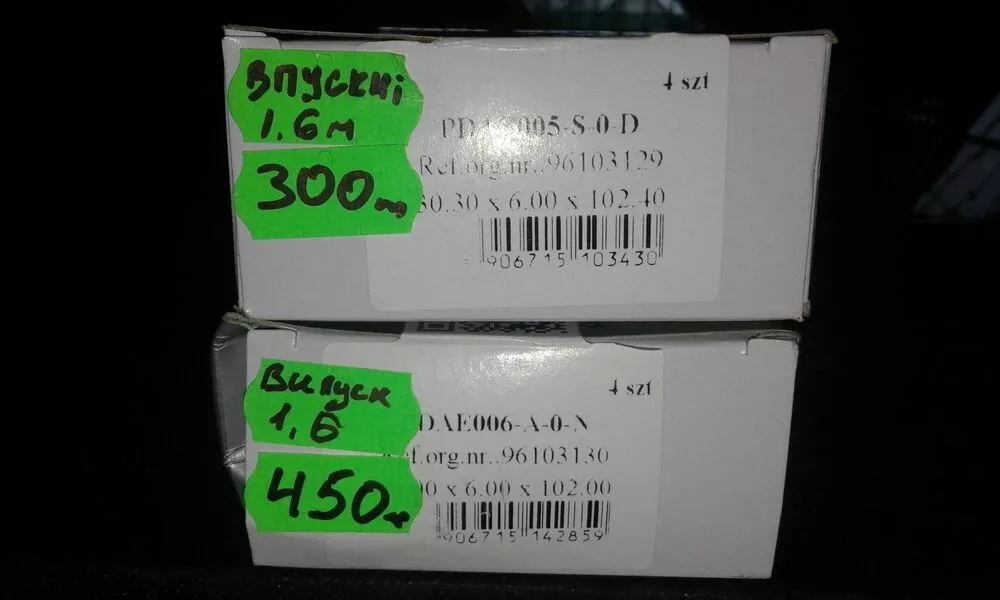 Впускні
1.6м
300
4 szt
005-S-0-D
Ref.org.nr.:96103129
30.30 x 6.00 x 102.40
906715 103430
Випуск
1,6
450
4 szt
DAE006-A-0-N
Ref.org.nr.:96103130
x 6.00 x 102.00
906715 142859